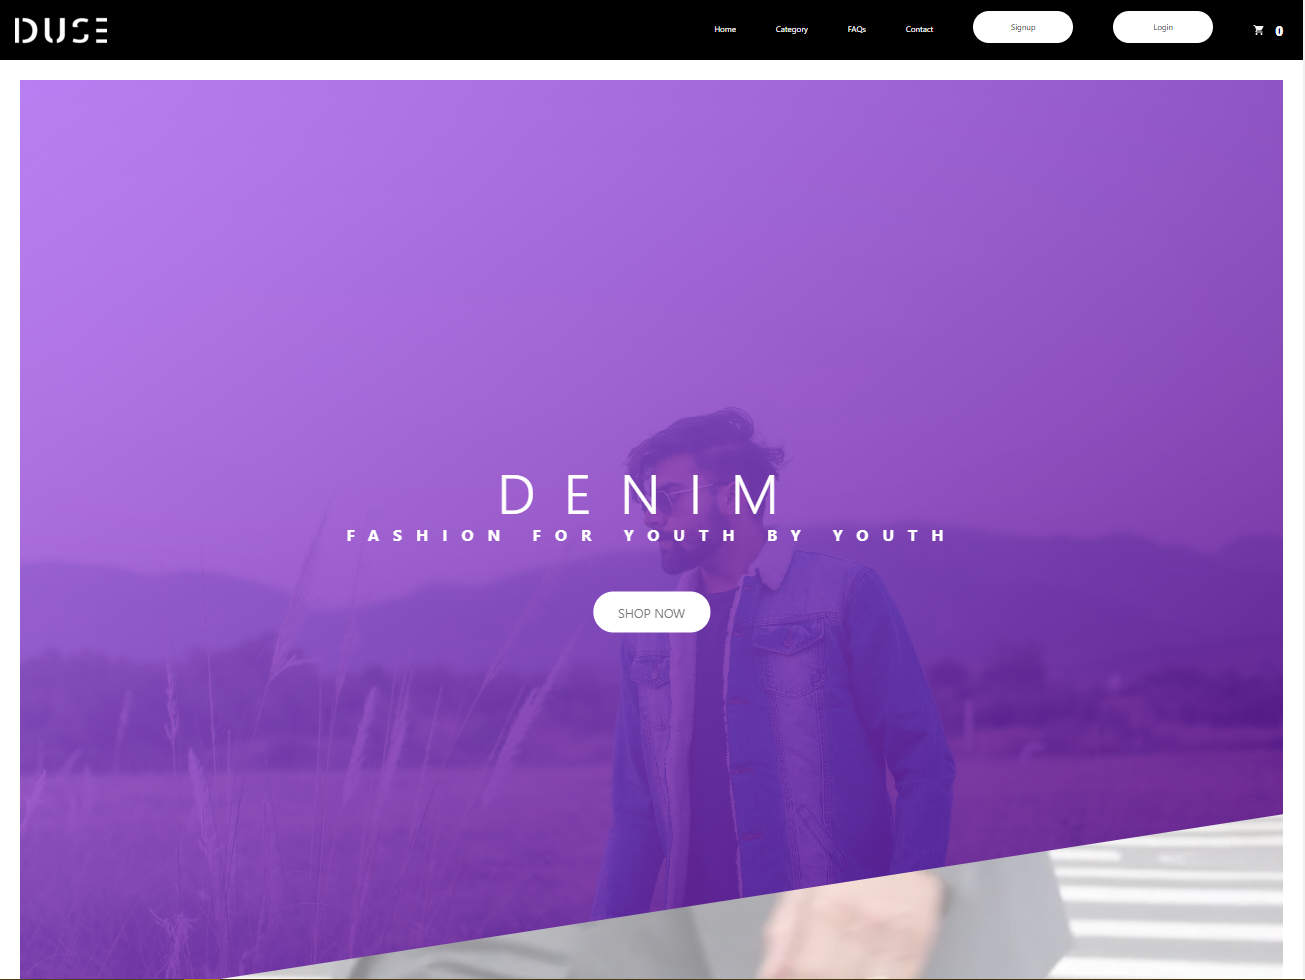 DUSE
Home Category FAQs Contact Signup Login 0
DENIM
FASHION FOR YOUTH BY YOUTH
SHOP NOW